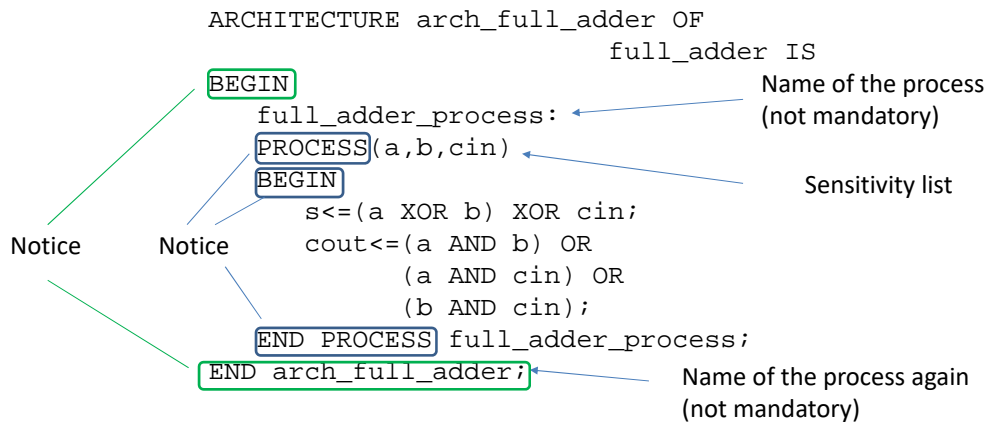 ARCHITECTURE arch_full_adder OF
full_adder IS
BEGIN
Name of the process
(not mandatory)
full_adder_process:
PROCESS(a,b,cin)
BEGIN
Sensitivity list
s<=(a XOR b) XOR cin;
Notice
Notice
cout<=(a AND b) OR
(a AND cin) OR
(b AND cin);
END PROCESS full_adder_process;
END arch_full_adder;
Name of the process again
(not mandatory)